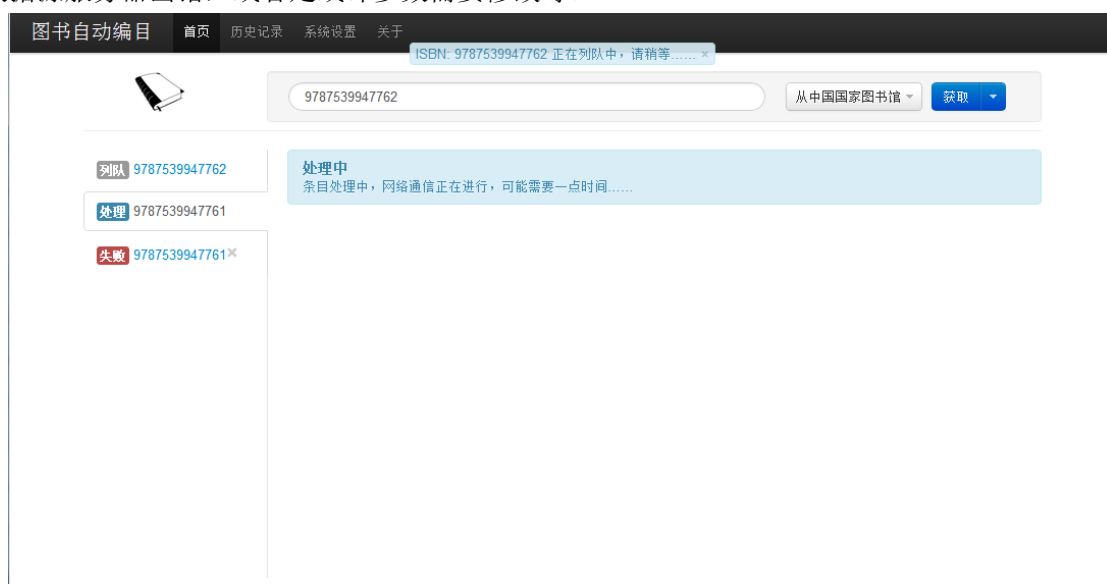 图书自动编目 首页 历史记录 系统设置 关于
ISBN: 9787539947762 正在列队中，请稍等…… ×
9787539947762 从中国国家图书馆 获取
列队 9787539947762
处理 9787539947761
失败 9787539947761 ×
处理中
条目处理中，网络通信正在进行，可能需要一点时间……